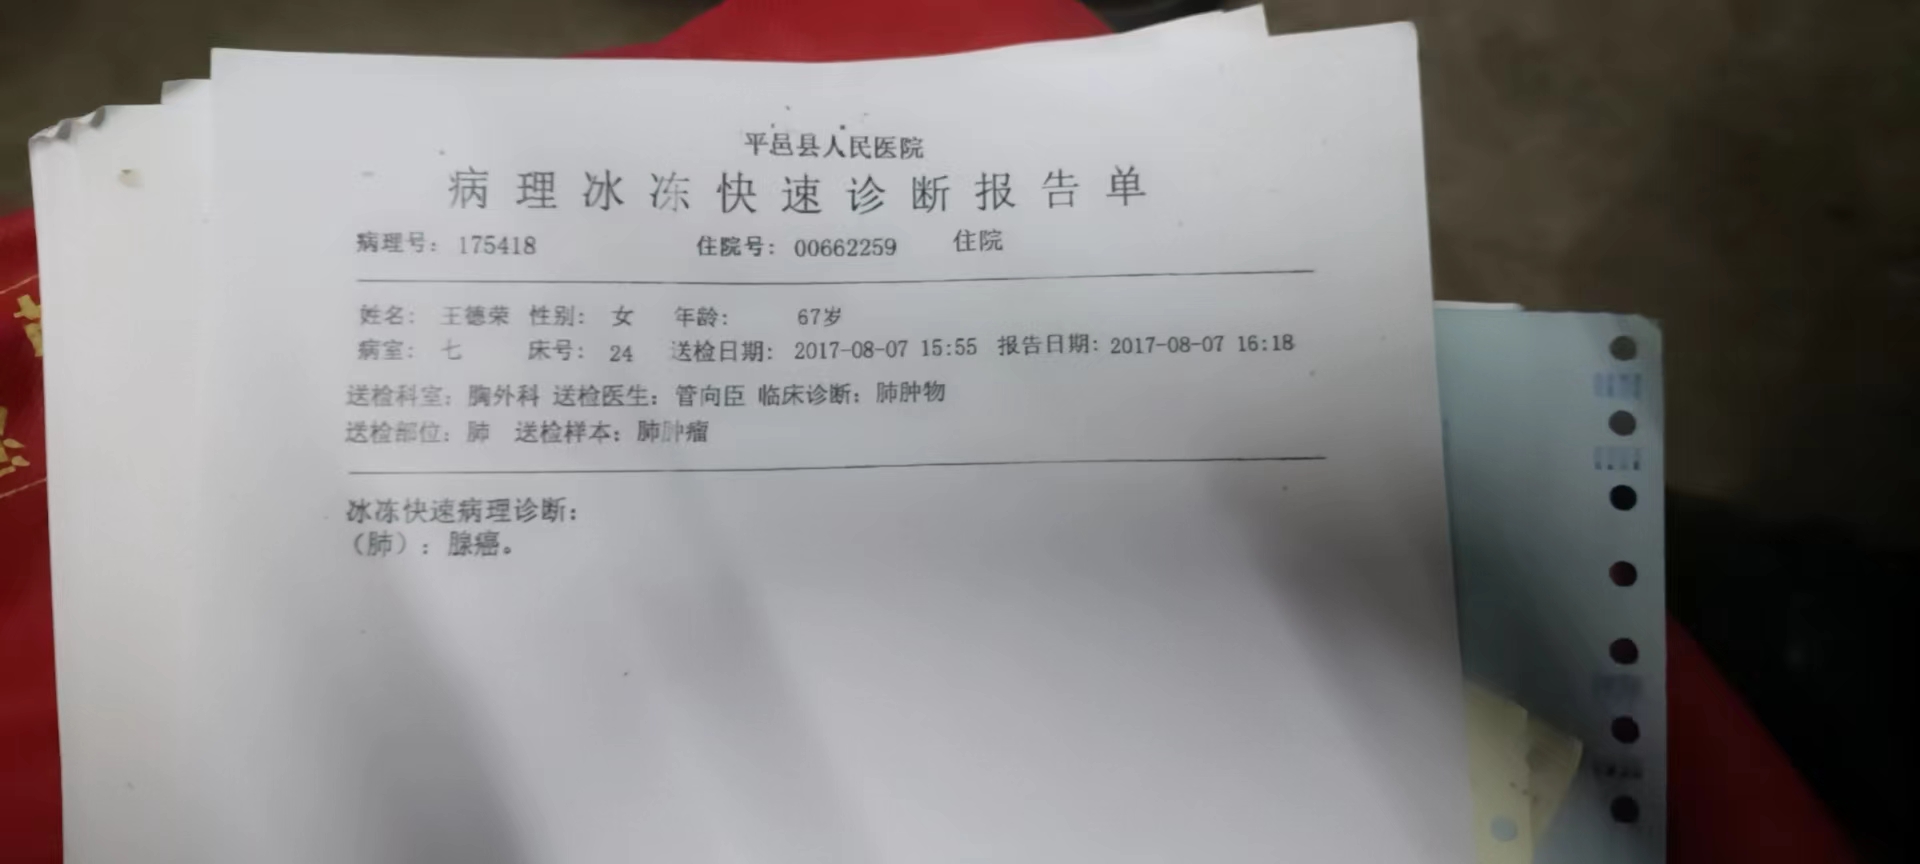 平邑县人民医院
病理冰冻快速诊断报告单
病理号：175418 住院号：00662259 住院
姓名：王德荣 性别：女 年龄：67岁
病室：七 床号：24 送检日期：2017-08-07 15:55 报告日期：2017-08-07 16:18
送检科室：胸外科 送检医生：管向臣 临床诊断：肺肿物
送检部位：肺 送检样本：肺肿瘤
冰冻快速病理诊断：
（肺）：腺癌。